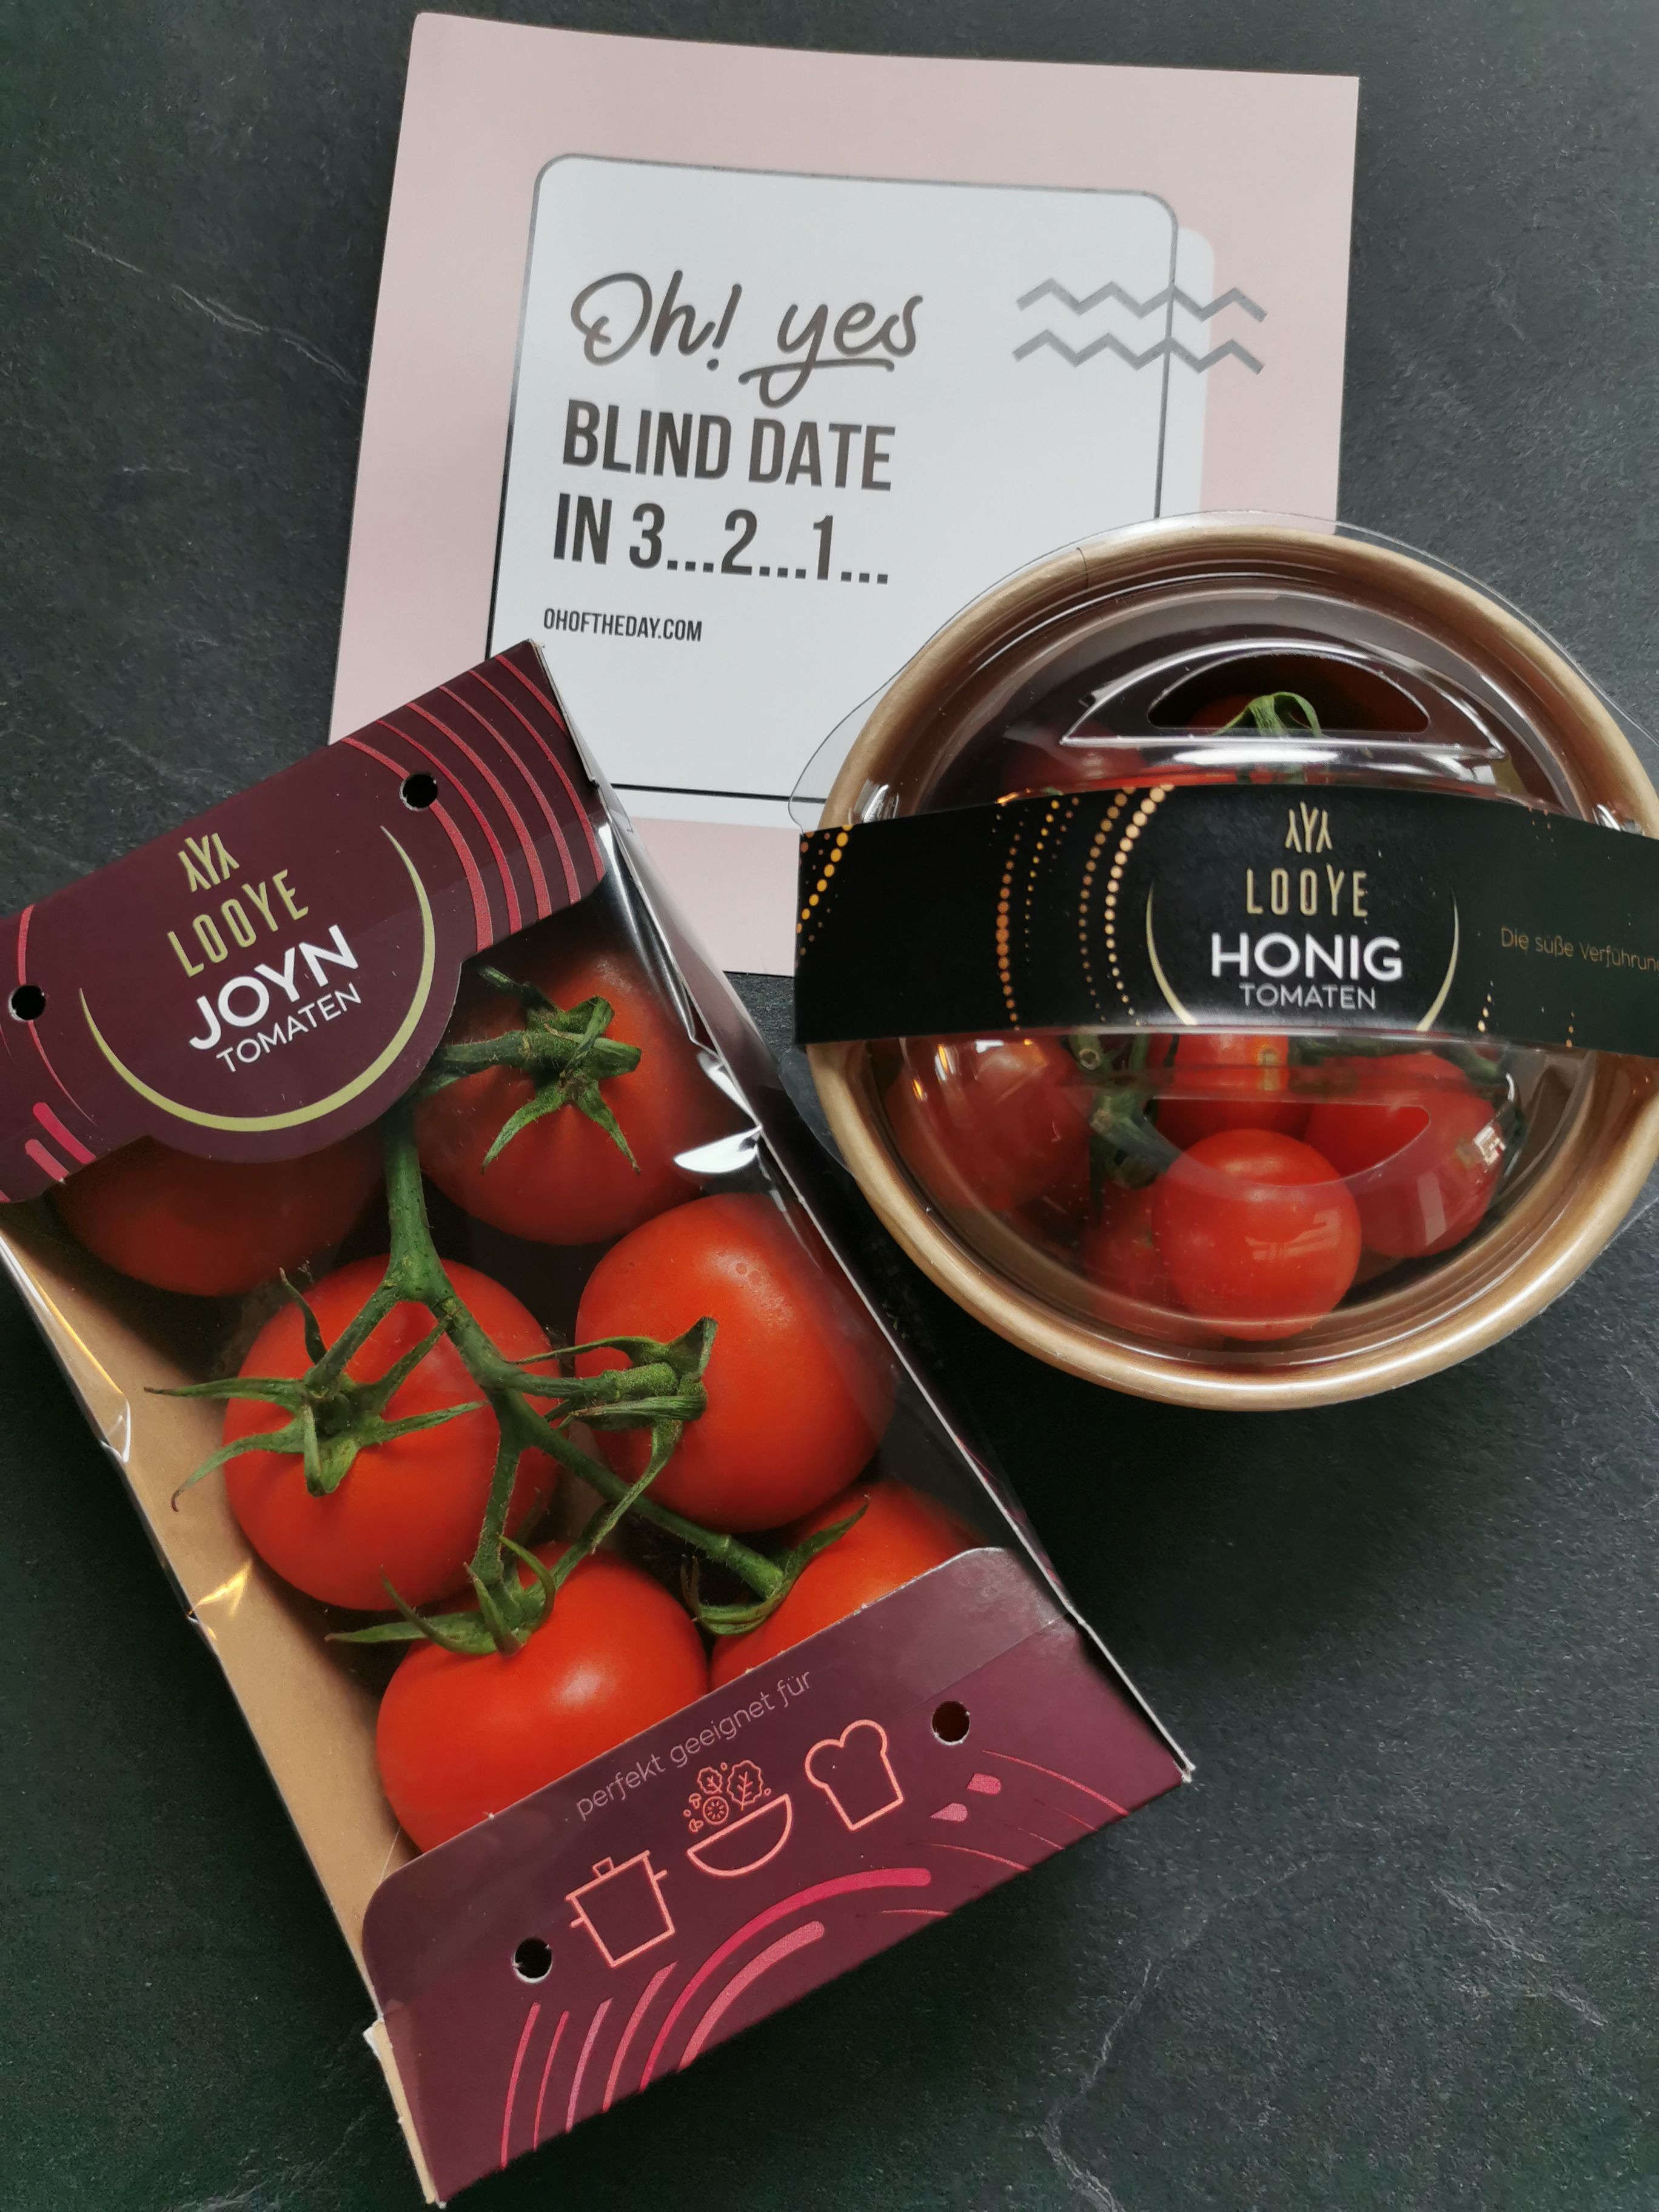 Oh! yes
BLIND DATE
IN 3...2...1...
OHOFTHEDAY.COM
LOOYE
JOYN
TOMATEN
LOOYE
HONIG
TOMATEN
Die süße Verführun
perfekt geeignet für